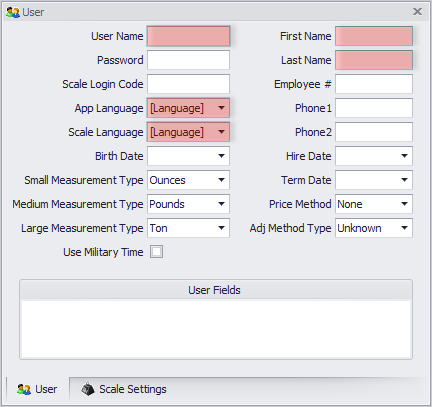 User
User Name
First Name
Password
Last Name
Scale Login Code
Employee #
App Language [Language]
Phone1
Scale Language [Language]
Phone2
Birth Date
Hire Date
Small Measurement Type Ounces
Term Date
Medium Measurement Type Pounds
Price Method None
Large Measurement Type Ton
Adj Method Type Unknown
Use Military Time
User Fields
User
Scale Settings